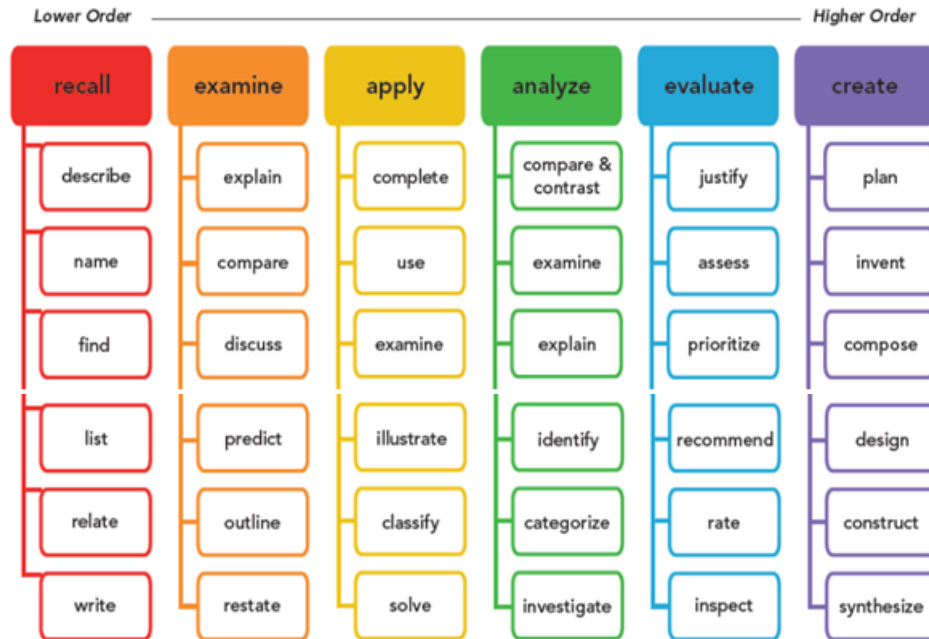 Lower Order Higher Order
recall examine apply analyze evaluate create
describe explain complete compare & contrast justify plan
name compare use examine assess invent
find discuss examine explain prioritize compose
list predict illustrate identify recommend design
relate outline classify categorize rate construct
write restate solve investigate inspect synthesize